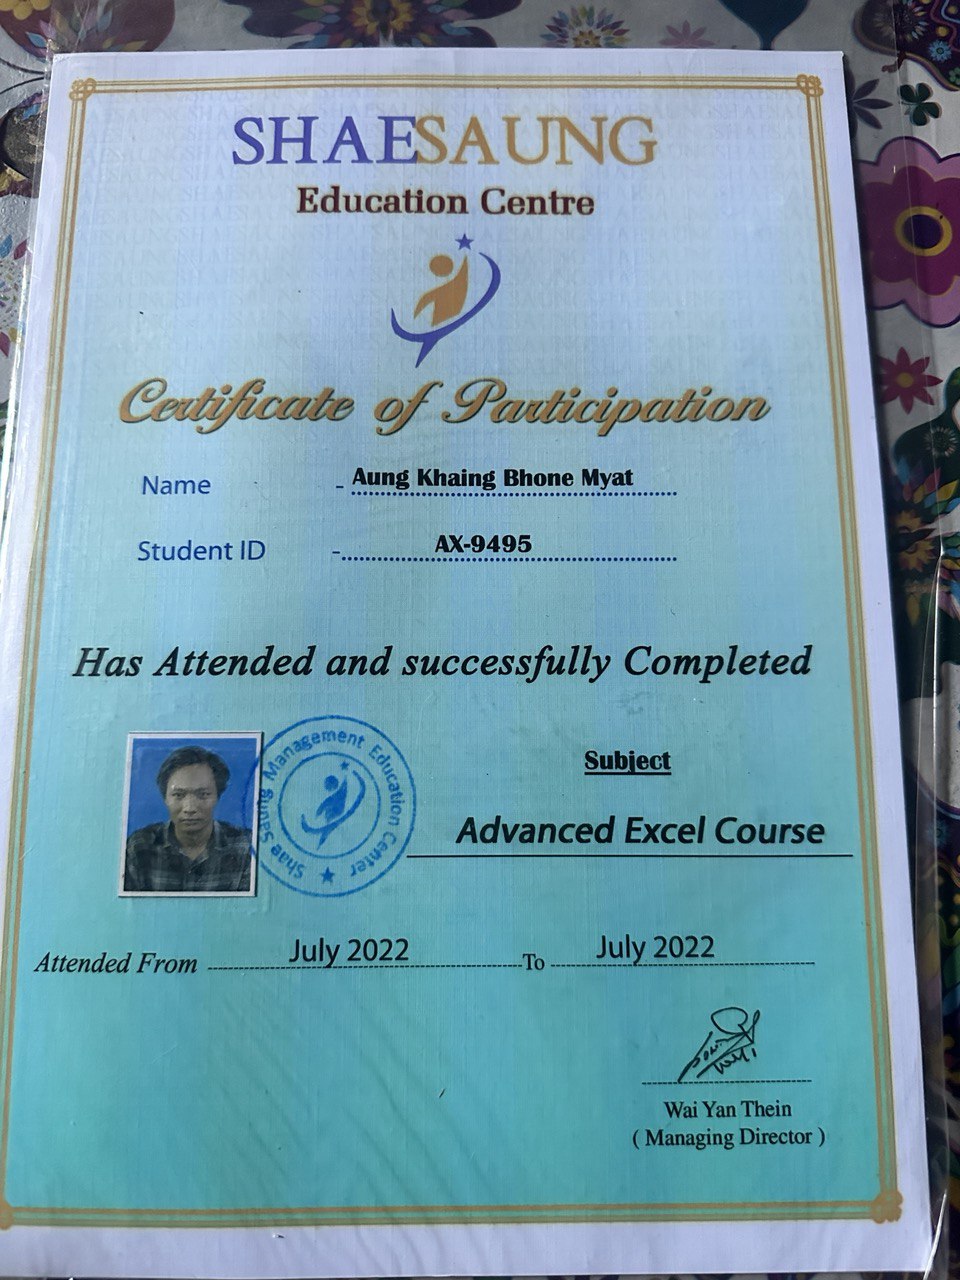 SHAESAUNG
Education Centre
Certificate of Participation
Name - Aung Khaing Bhone Myat
Student ID - AX-9495
Has Attended and successfully Completed
Shae Saung Management Education Center
Subject
Advanced Excel Course
Attended From July 2022 To July 2022
Wai Yan Thein
( Managing Director )